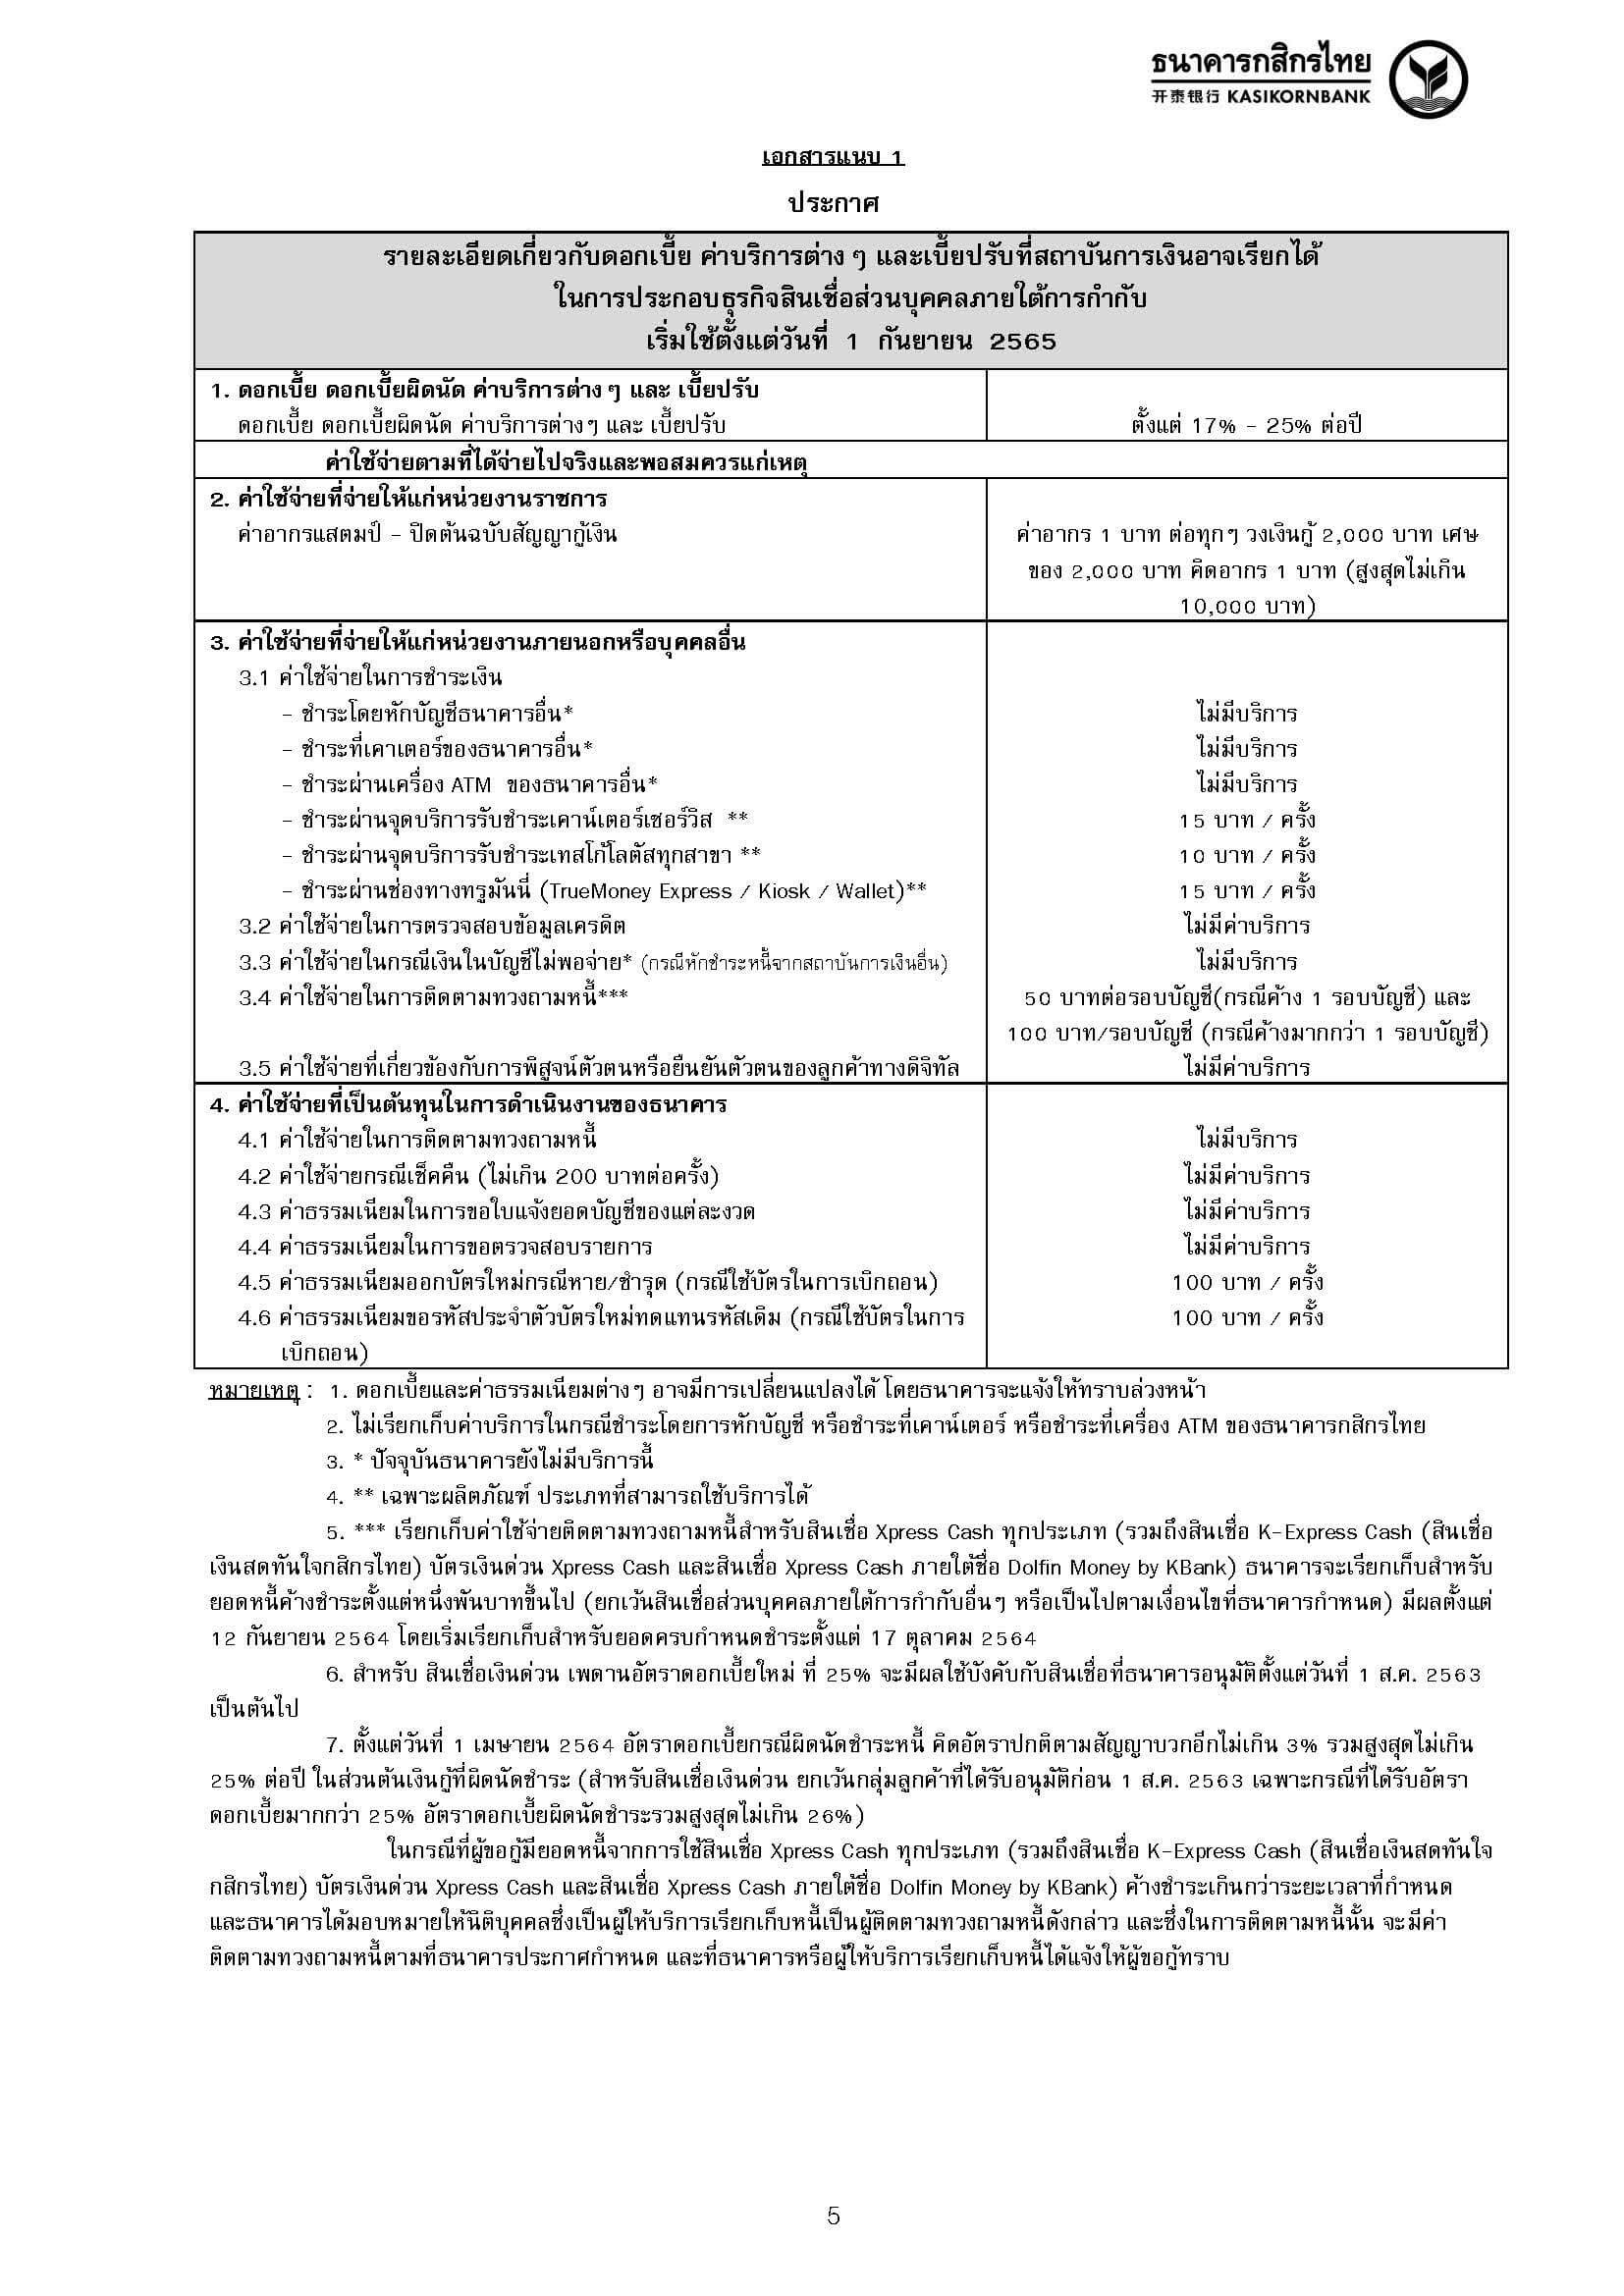 ธนาคารกสิกรไทย
开泰银行 KASIKORNBANK
เอกสารแนบ 1
ประกาศ
รายละเอียดเกี่ยวกับดอกเบี้ย ค่าบริการต่าง ๆ และเบี้ยปรับที่สถาบันการเงินอาจเรียกได้
ในการประกอบธุรกิจสินเชื่อส่วนบุคคลภายใต้การกำกับ
เริ่มใช้ตั้งแต่วันที่ 1 กันยายน 2565
1. ดอกเบี้ย ดอกเบี้ยผิดนัด ค่าบริการต่าง ๆ และ เบี้ยปรับ
ดอกเบี้ย ดอกเบี้ยผิดนัด ค่าบริการต่าง ๆ และ เบี้ยปรับ ตั้งแต่ 17% - 25% ต่อปี
ค่าใช้จ่ายตามที่ได้จ่ายไปจริงและพอสมควรแก่เหตุ
2. ค่าใช้จ่ายที่จ่ายให้แก่หน่วยงานราชการ
ค่าอากรแสตมป์ - ปิดต้นฉบับสัญญากู้เงิน ค่าอากร 1 บาท ต่อทุกๆ วงเงินกู้ 2,000 บาท เศษ
ของ 2,000 บาท คิดอากร 1 บาท (สูงสุดไม่เกิน
10,000 บาท)
3. ค่าใช้จ่ายที่จ่ายให้แก่หน่วยงานภายนอกหรือบุคคลอื่น
3.1 ค่าใช้จ่ายในการชำระเงิน
- ชำระโดยหักบัญชีธนาคารอื่น* ไม่มีบริการ
- ชำระที่เคาเตอร์ของธนาคารอื่น* ไม่มีบริการ
- ชำระผ่านเครื่อง ATM ของธนาคารอื่น* ไม่มีบริการ
- ชำระผ่านจุดบริการรับชำระเคาน์เตอร์เซอร์วิส ** 15 บาท / ครั้ง
- ชำระผ่านจุดบริการรับชำระเทสโก้โลตัสทุกสาขา ** 10 บาท / ครั้ง
- ชำระผ่านช่องทางทรูมันนี่ (TrueMoney Express / Kiosk / Wallet)** 15 บาท / ครั้ง
3.2 ค่าใช้จ่ายในการตรวจสอบข้อมูลเครดิต ไม่มีค่าบริการ
3.3 ค่าใช้จ่ายในกรณีเงินในบัญชีไม่พอจ่าย* (กรณีหักชำระหนี้จากสถาบันการเงินอื่น) ไม่มีบริการ
3.4 ค่าใช้จ่ายในการติดตามทวงถามหนี้*** 50 บาทต่อรอบบัญชี(กรณีค้าง 1 รอบบัญชี) และ
100 บาท/รอบบัญชี (กรณีค้างมากกว่า 1 รอบบัญชี)
3.5 ค่าใช้จ่ายที่เกี่ยวข้องกับการพิสูจน์ตัวตนหรือยืนยันตัวตนของลูกค้าทางดิจิทัล ไม่มีค่าบริการ
4. ค่าใช้จ่ายที่เป็นต้นทุนในการดำเนินงานของธนาคาร
4.1 ค่าใช้จ่ายในการติดตามทวงถามหนี้ ไม่มีบริการ
4.2 ค่าใช้จ่ายกรณีเช็คคืน (ไม่เกิน 200 บาทต่อครั้ง) ไม่มีค่าบริการ
4.3 ค่าธรรมเนียมในการขอใบแจ้งยอดบัญชีของแต่ละงวด ไม่มีค่าบริการ
4.4 ค่าธรรมเนียมในการขอตรวจสอบรายการ ไม่มีค่าบริการ
4.5 ค่าธรรมเนียมออกบัตรใหม่กรณีหาย/ชำรุด (กรณีใช้บัตรในการเบิกถอน) 100 บาท / ครั้ง
4.6 ค่าธรรมเนียมขอรหัสประจำตัวบัตรใหม่ทดแทนรหัสเดิม (กรณีใช้บัตรในการ 100 บาท / ครั้ง
เบิกถอน)
หมายเหตุ : 1. ดอกเบี้ยและค่าธรรมเนียมต่างๆ อาจมีการเปลี่ยนแปลงได้ โดยธนาคารจะแจ้งให้ทราบล่วงหน้า
2. ไม่เรียกเก็บค่าบริการในกรณีชำระโดยการหักบัญชี หรือชำระที่เคาน์เตอร์ หรือชำระที่เครื่อง ATM ของธนาคารกสิกรไทย
3. * ปัจจุบันธนาคารยังไม่มีบริการนี้
4. ** เฉพาะผลิตภัณฑ์ ประเภทที่สามารถใช้บริการได้
5. *** เรียกเก็บค่าใช้จ่ายติดตามทวงถามหนี้สำหรับสินเชื่อ Xpress Cash ทุกประเภท (รวมถึงสินเชื่อ K-Express Cash (สินเชื่อ
เงินสดทันใจกสิกรไทย) บัตรเงินด่วน Xpress Cash และสินเชื่อ Xpress Cash ภายใต้ชื่อ Dolfin Money by KBank) ธนาคารจะเรียกเก็บสำหรับ
ยอดหนี้ค้างชำระตั้งแต่หนึ่งพันบาทขึ้นไป (ยกเว้นสินเชื่อส่วนบุคคลภายใต้การกำกับอื่นๆ หรือเป็นไปตามเงื่อนไขที่ธนาคารกำหนด) มีผลตั้งแต่
12 กันยายน 2564 โดยเริ่มเรียกเก็บสำหรับยอดครบกำหนดชำระตั้งแต่ 17 ตุลาคม 2564
6. สำหรับ สินเชื่อเงินด่วน เพดานอัตราดอกเบี้ยใหม่ ที่ 25% จะมีผลใช้บังคับกับสินเชื่อที่ธนาคารอนุมัติตั้งแต่วันที่ 1 ส.ค. 2563
เป็นต้นไป
7. ตั้งแต่วันที่ 1 เมษายน 2564 อัตราดอกเบี้ยกรณีผิดนัดชำระหนี้ คิดอัตราปกติตามสัญญาบวกอีกไม่เกิน 3% รวมสูงสุดไม่เกิน
25% ต่อปี ในส่วนต้นเงินกู้ที่ผิดนัดชำระ (สำหรับสินเชื่อเงินด่วน ยกเว้นกลุ่มลูกค้าที่ได้รับอนุมัติก่อน 1 ส.ค. 2563 เฉพาะกรณีที่ได้รับอัตรา
ดอกเบี้ยมากกว่า 25% อัตราดอกเบี้ยผิดนัดชำระรวมสูงสุดไม่เกิน 26%)
ในกรณีที่ผู้ขอกู้มียอดหนี้จากการใช้สินเชื่อ Xpress Cash ทุกประเภท (รวมถึงสินเชื่อ K-Express Cash (สินเชื่อเงินสดทันใจ
กสิกรไทย) บัตรเงินด่วน Xpress Cash และสินเชื่อ Xpress Cash ภายใต้ชื่อ Dolfin Money by KBank) ค้างชำระเกินกว่าระยะเวลาที่กำหนด
และธนาคารได้มอบหมายให้นิติบุคคลซึ่งเป็นผู้ให้บริการเรียกเก็บหนี้เป็นผู้ติดตามทวงถามหนี้ดังกล่าว และซึ่งในการติดตามหนี้นั้น จะมีค่า
ติดตามทวงถามหนี้ตามที่ธนาคารประกาศกำหนด และที่ธนาคารหรือผู้ให้บริการเรียกเก็บหนี้ได้แจ้งให้ผู้ขอกู้ทราบ
5